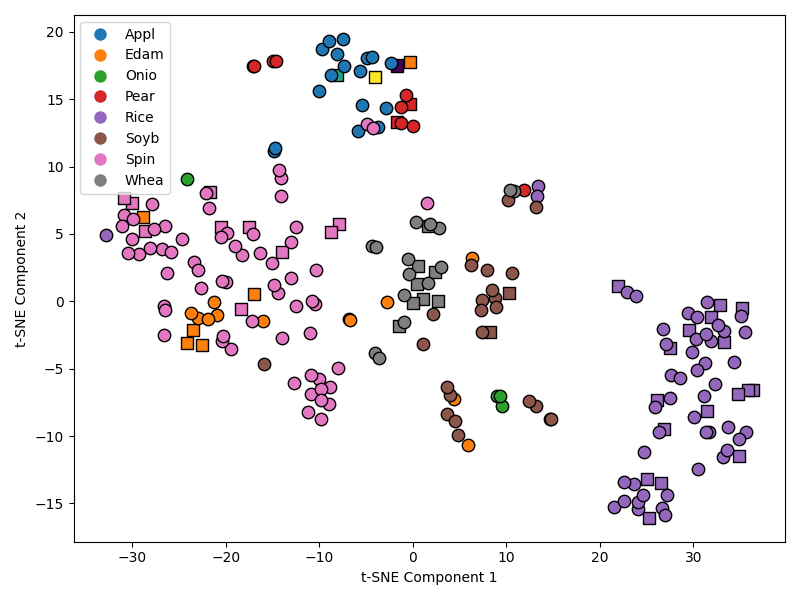 Appl
Edam
Onio
Pear
Rice
Soyb
Spin
Whea
20
15
10
5
0
−5
−10
−15
t-SNE Component 2
−30 −20 −10 0 10 20 30
t-SNE Component 1